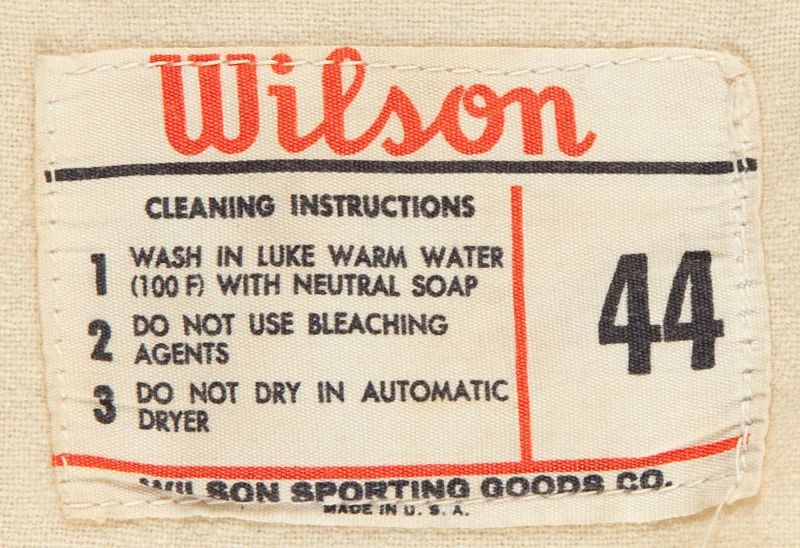 Wilson
CLEANING INSTRUCTIONS
1 WASH IN LUKE WARM WATER
(100 F) WITH NEUTRAL SOAP
2 DO NOT USE BLEACHING
AGENTS
3 DO NOT DRY IN AUTOMATIC
DRYER
44
WILSON SPORTING GOODS CO.
MADE IN U. S. A.